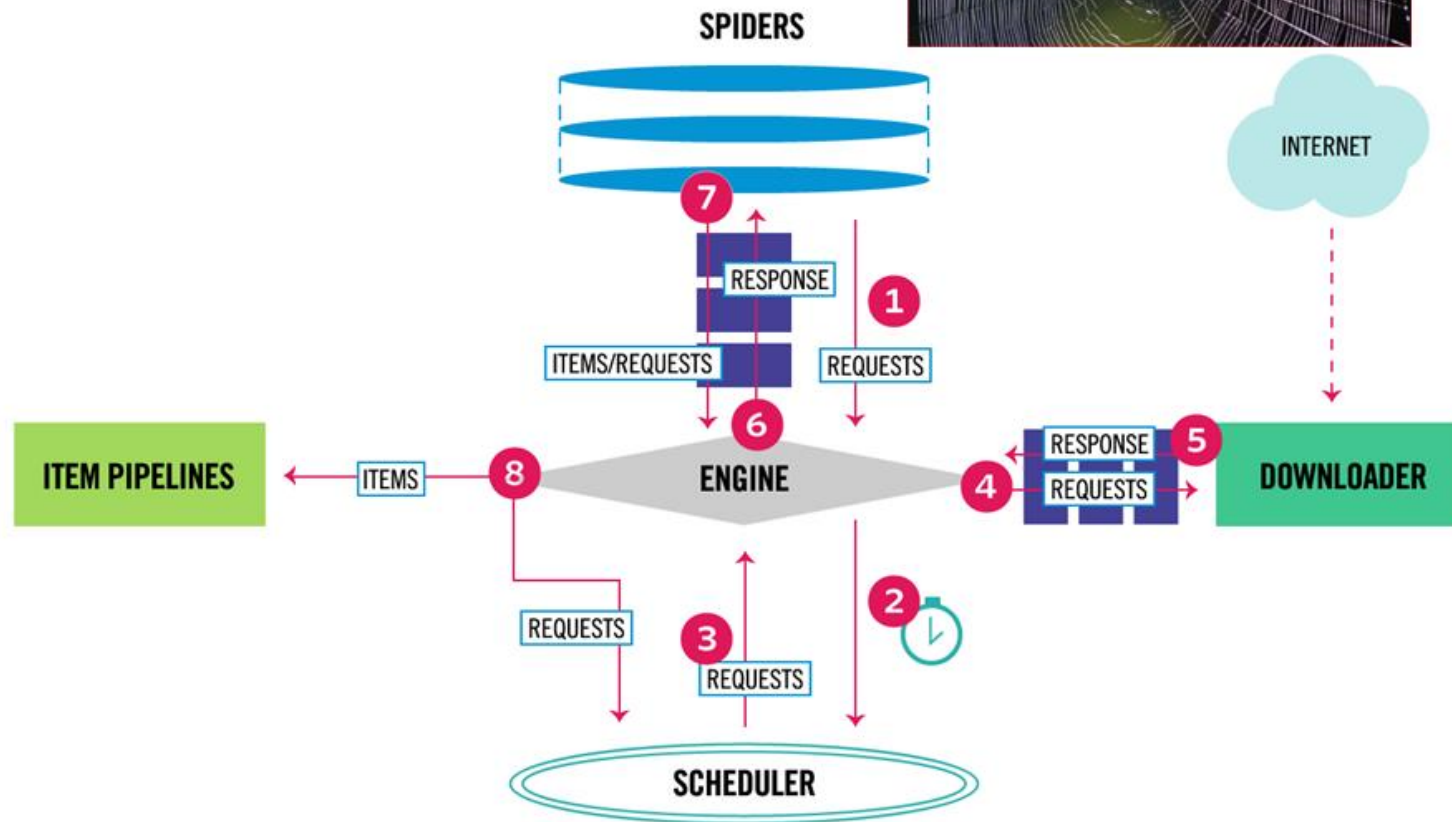 SPIDERS
INTERNET
7
RESPONSE
1
ITEMS/REQUESTS
REQUESTS
6
5
RESPONSE
ITEM PIPELINES
ITEMS
8
ENGINE
4
REQUESTS
DOWNLOADER
2
REQUESTS
3
REQUESTS
SCHEDULER